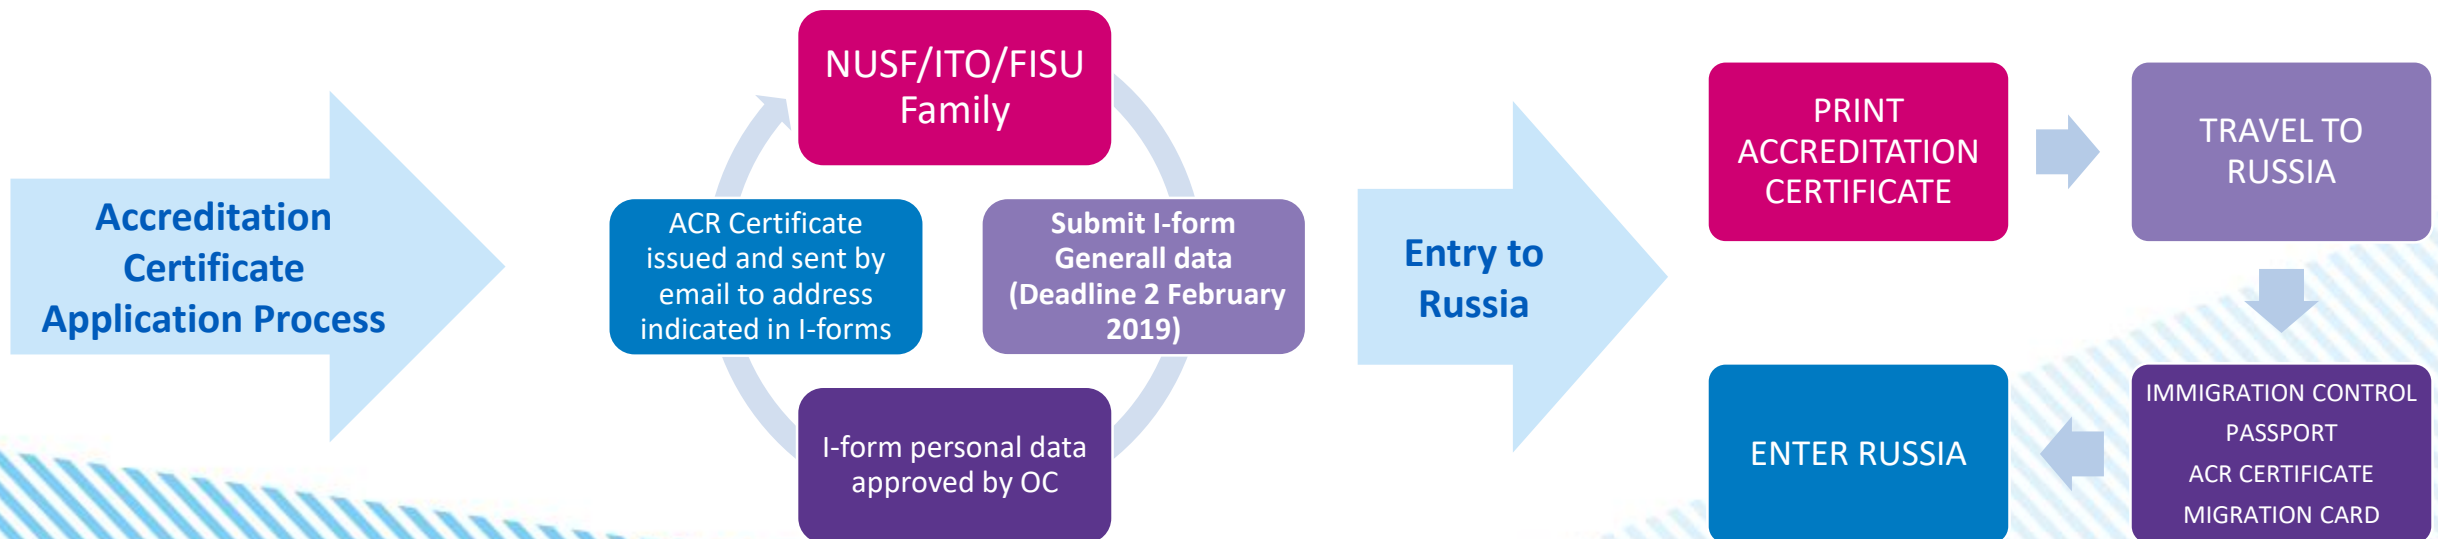 Accreditation
Certificate
Application Process
NUSF/ITO/FISU
Family
Submit I-form
Generall data
(Deadline 2 February
2019)
I-form personal data
approved by OC
ACR Certificate
issued and sent by
email to address
indicated in I-forms
Entry to
Russia
PRINT
ACCREDITATION
CERTIFICATE
TRAVEL TO
RUSSIA
IMMIGRATION CONTROL
PASSPORT
ACR CERTIFICATE
MIGRATION CARD
ENTER RUSSIA